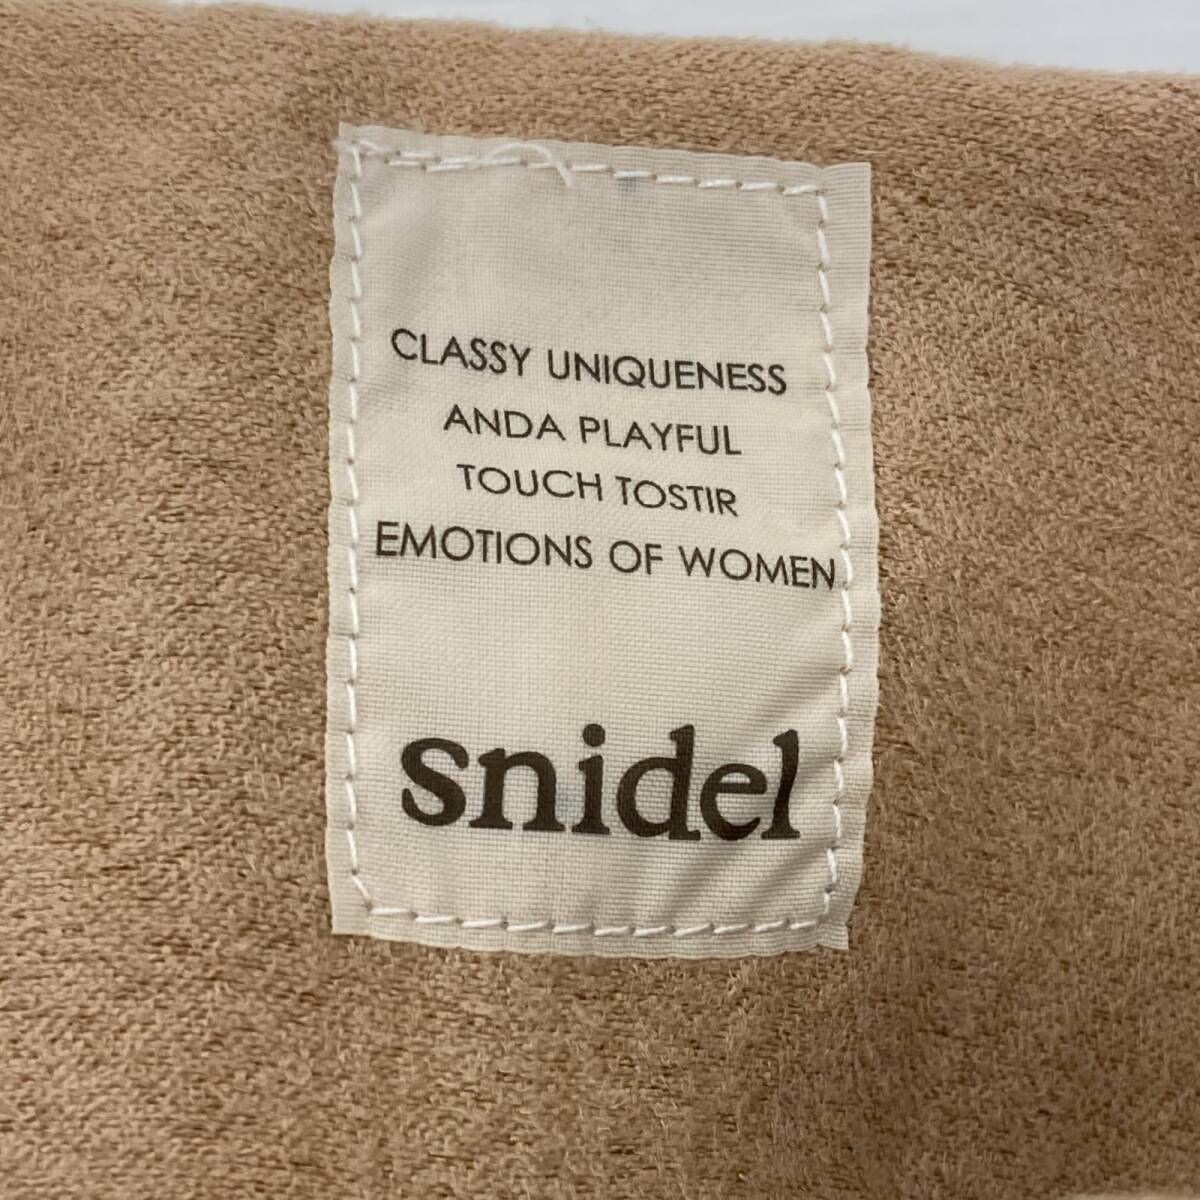 CLASSY UNIQUENESS
ANDA PLAYFUL
TOUCH TOSTIR
EMOTIONS OF WOMEN
snidel